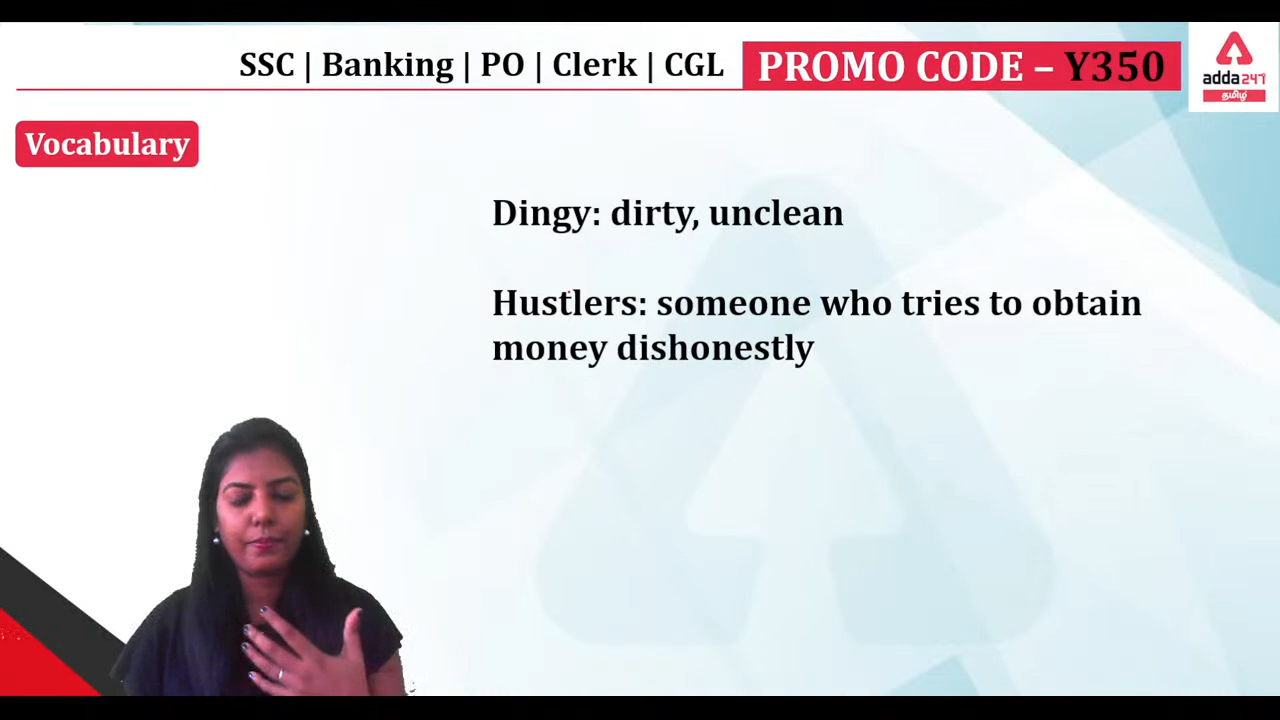 SSC | Banking | PO | Clerk | CGL
PROMO CODE – Y350
adda247
தமிழ்
Vocabulary
Dingy: dirty, unclean
Hustlers: someone who tries to obtain
money dishonestly